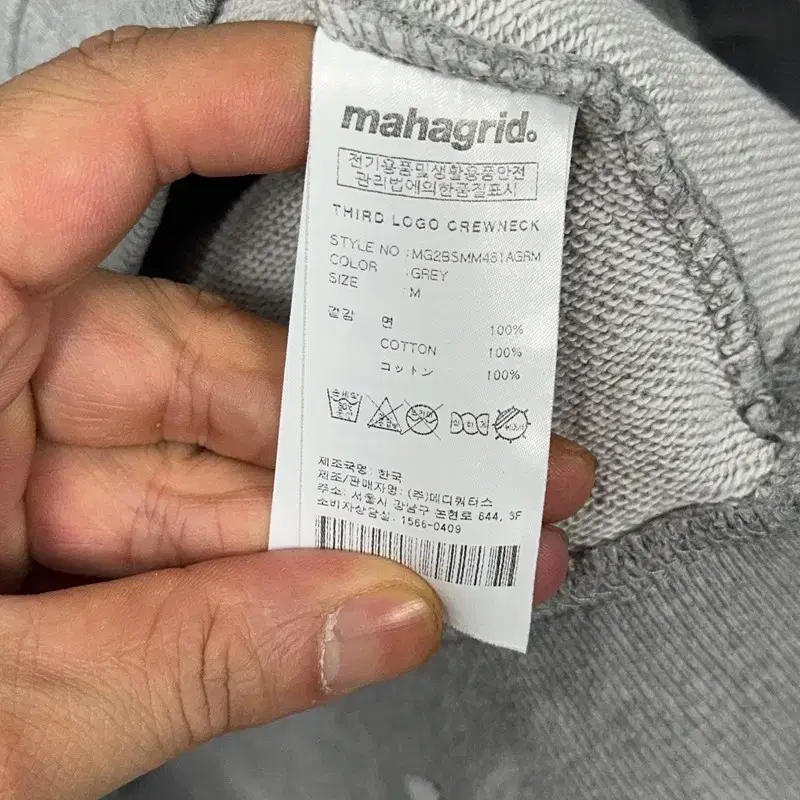 mahagrid.
전기용품및생활용품안전
관리법에의한품질표시
THIRD LOGO CREWNECK
STYLE NO :MG2BSMM481AGRM
COLOR :GREY
SIZE :M
겉감 면 100%
COTTON 100%
コットン 100%
제조국명: 한국
제조/판매자명: (주)메디쿼터스
주소: 서울시 강남구 논현로 644, 3F
소비자상담실: 1566-0409